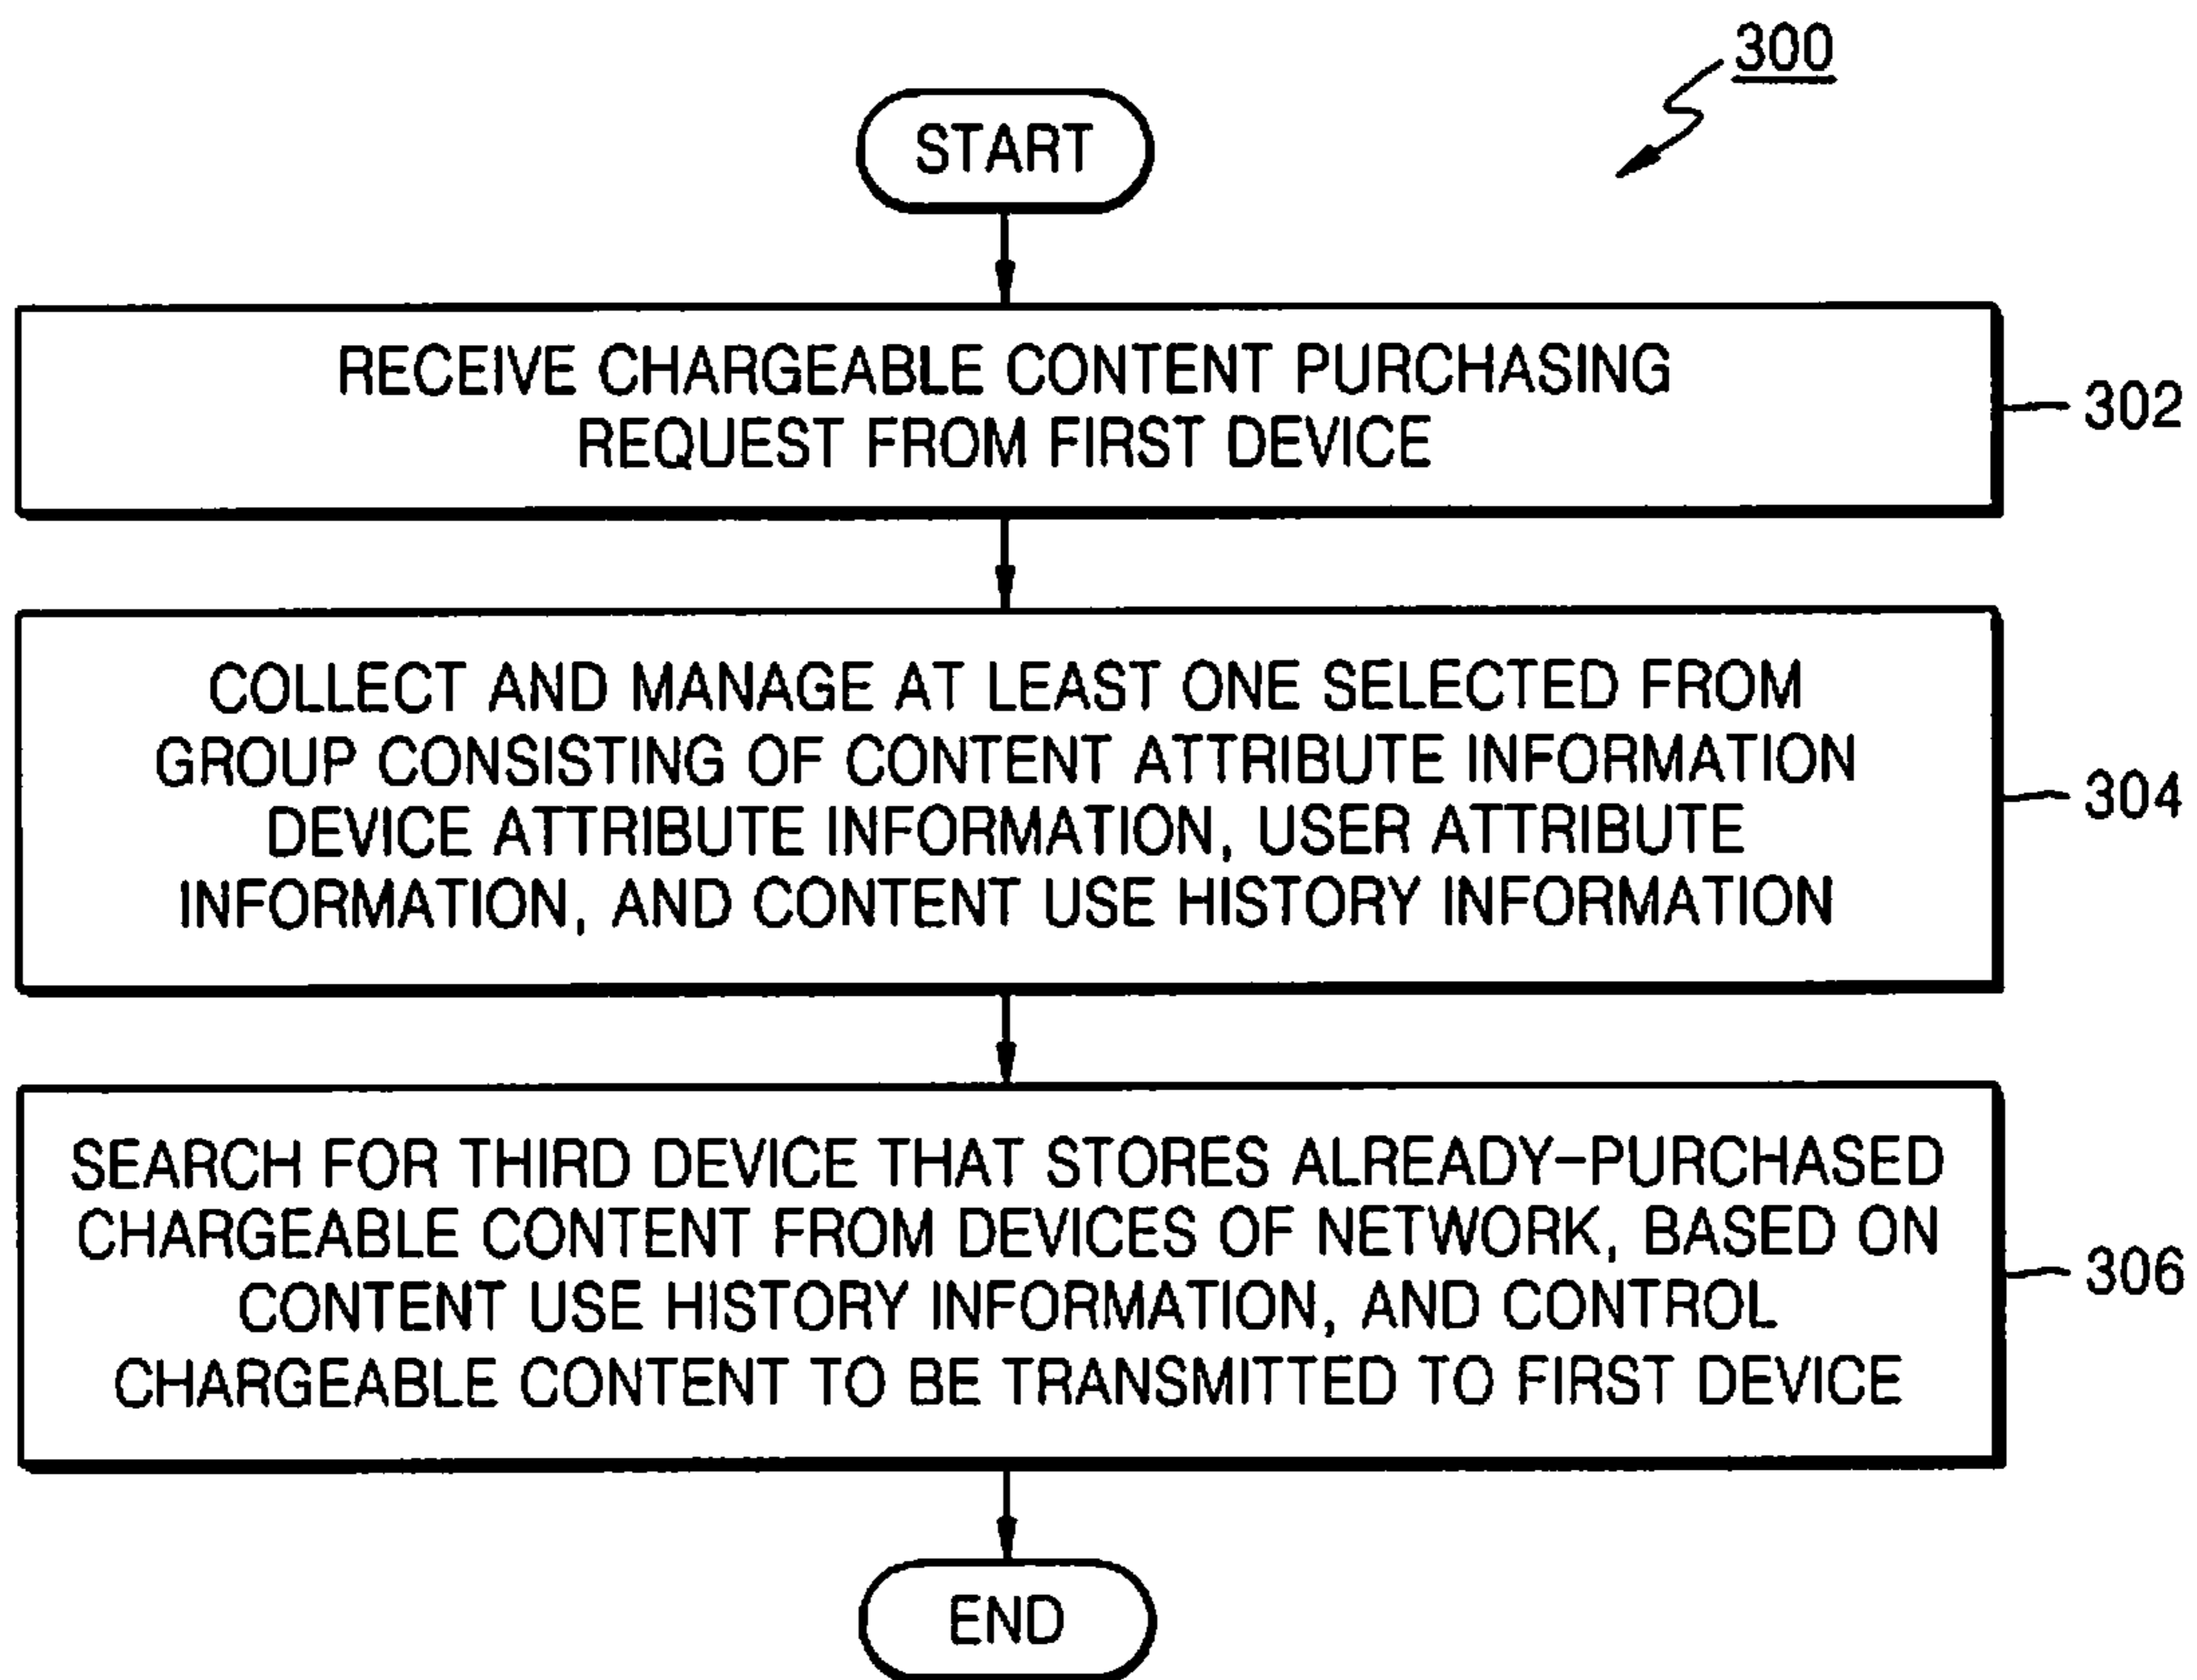 300
START
RECEIVE CHARGEABLE CONTENT PURCHASING
REQUEST FROM FIRST DEVICE
302
COLLECT AND MANAGE AT LEAST ONE SELECTED FROM
GROUP CONSISTING OF CONTENT ATTRIBUTE INFORMATION
DEVICE ATTRIBUTE INFORMATION, USER ATTRIBUTE
INFORMATION, AND CONTENT USE HISTORY INFORMATION
304
SEARCH FOR THIRD DEVICE THAT STORES ALREADY-PURCHASED
CHARGEABLE CONTENT FROM DEVICES OF NETWORK, BASED ON
CONTENT USE HISTORY INFORMATION, AND CONTROL
CHARGEABLE CONTENT TO BE TRANSMITTED TO FIRST DEVICE
306
END